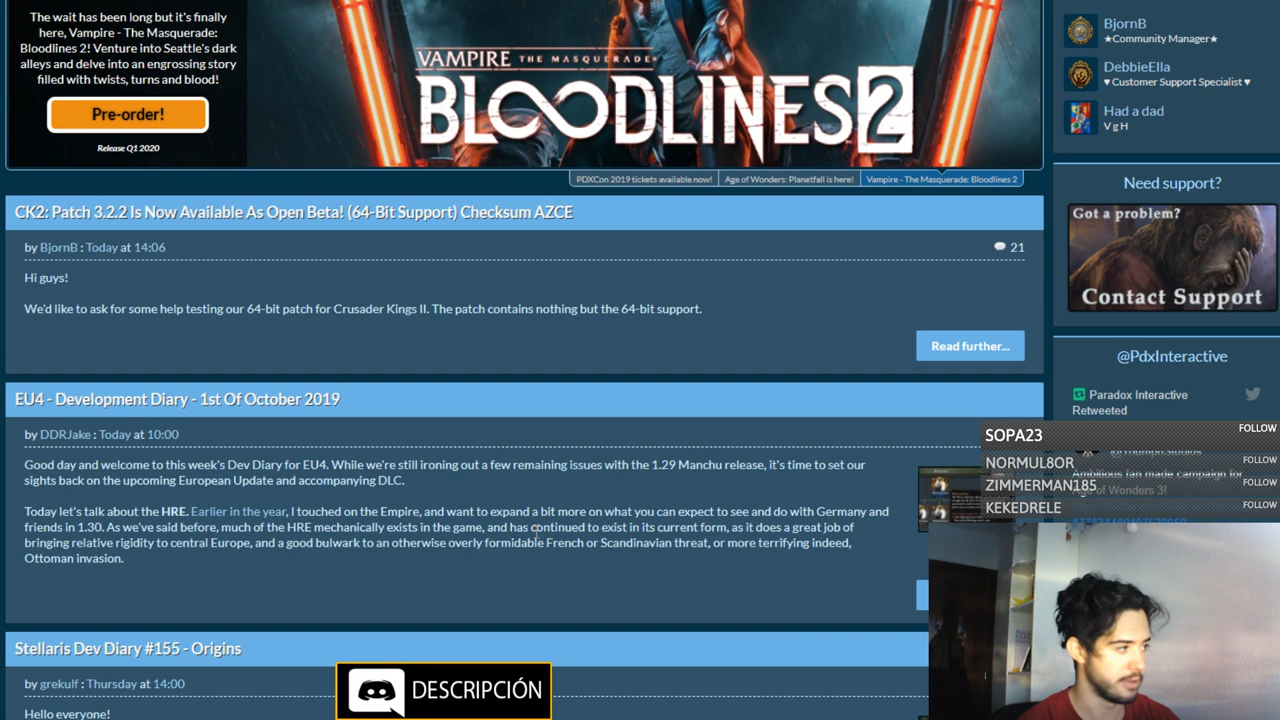 The wait has been long but it's finally
here, Vampire - The Masquerade:
Bloodlines 2! Venture into Seattle's dark
alleys and delve into an engrossing story
filled with twists, turns and blood!
Pre-order!
Release Q1 2020
VAMPIRE THE MASQUERADE
BLOODLINES 2
PDXCon 2019 tickets available now!
Age of Wonders: Planetfall is here!
Vampire - The Masquerade: Bloodlines 2
CK2: Patch 3.2.2 Is Now Available As Open Beta! (64-Bit Support) Checksum AZCE
by BjornB : Today at 14:06
21
Hi guys!
We'd like to ask for some help testing our 64-bit patch for Crusader Kings II. The patch contains nothing but the 64-bit support.
Read further...
EU4 - Development Diary - 1st Of October 2019
by DDRJake : Today at 10:00
Good day and welcome to this week's Dev Diary for EU4. While we're still ironing out a few remaining issues with the 1.29 Manchu release, it's time to set our
sights back on the upcoming European Update and accompanying DLC.
Today let's talk about the HRE. Earlier in the year, I touched on the Empire, and want to expand a bit more on what you can expect to see and do with Germany and
friends in 1.30. As we've said before, much of the HRE mechanically exists in the game, and has continued to exist in its current form, as it does a great job of
bringing relative rigidity to central Europe, and a good bulwark to an otherwise overly formidable French or Scandinavian threat, or more terrifying indeed,
Ottoman invasion.
Stellaris Dev Diary #155 - Origins
by grekulf : Thursday at 14:00
Hello everyone!
DESCRIPCIÓN
BjornB
★Community Manager★
DebbieElla
♥ Customer Support Specialist ♥
Had a dad
V g H
Need support?
Got a problem?
Contact Support
@PdxInteractive
Paradox Interactive
Retweeted
SOPA23 FOLLOW
NORMUL8OR FOLLOW
Ambitious fan made campaign for
ZIMMERMAN185 FOLLOW
Age of Wonders 3!
KEKEDRELE FOLLOW